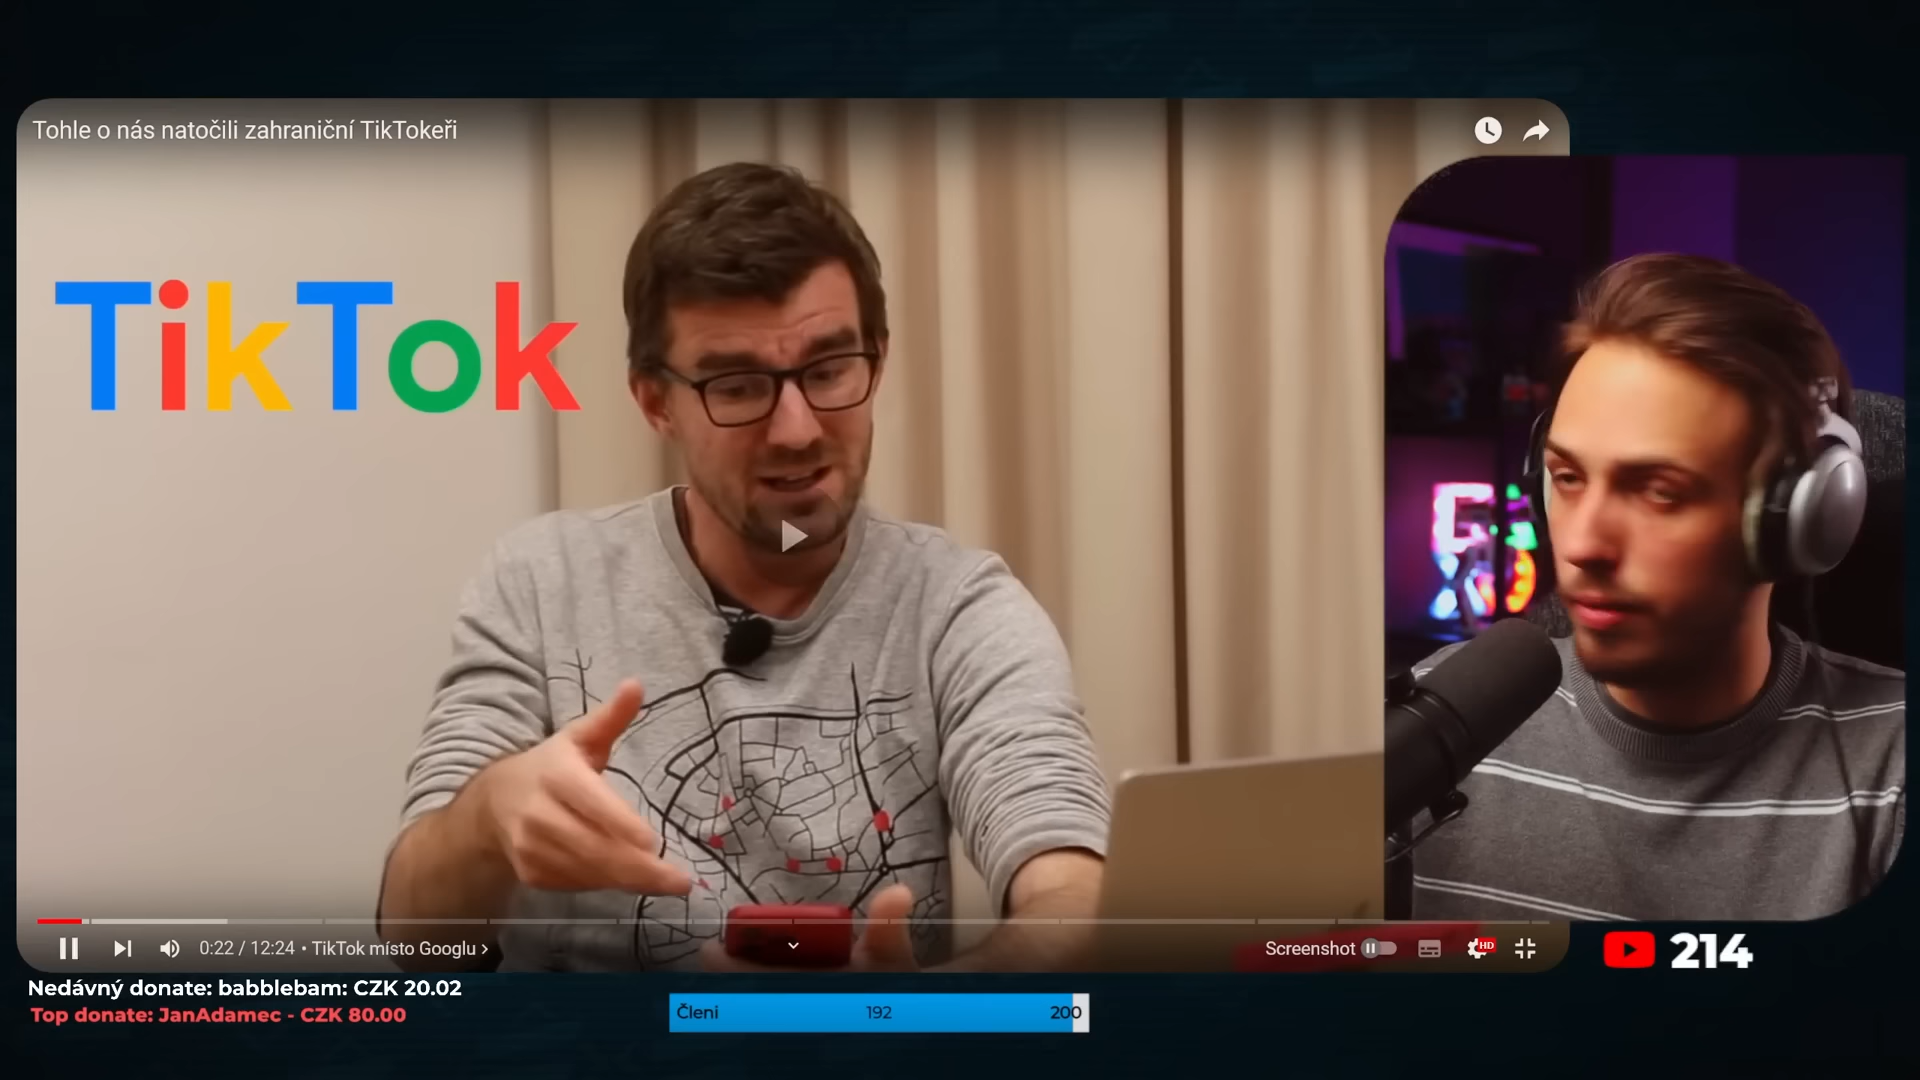 Tohle o nás natočili zahraniční TikTokeři
TikTok
0:22 / 12:24 • TikTok místo Googlu ›
Screenshot
HD
214
Nedávný donate: babblebam: CZK 20.02
Top donate: JanAdamec - CZK 80.00
Členi 192 200